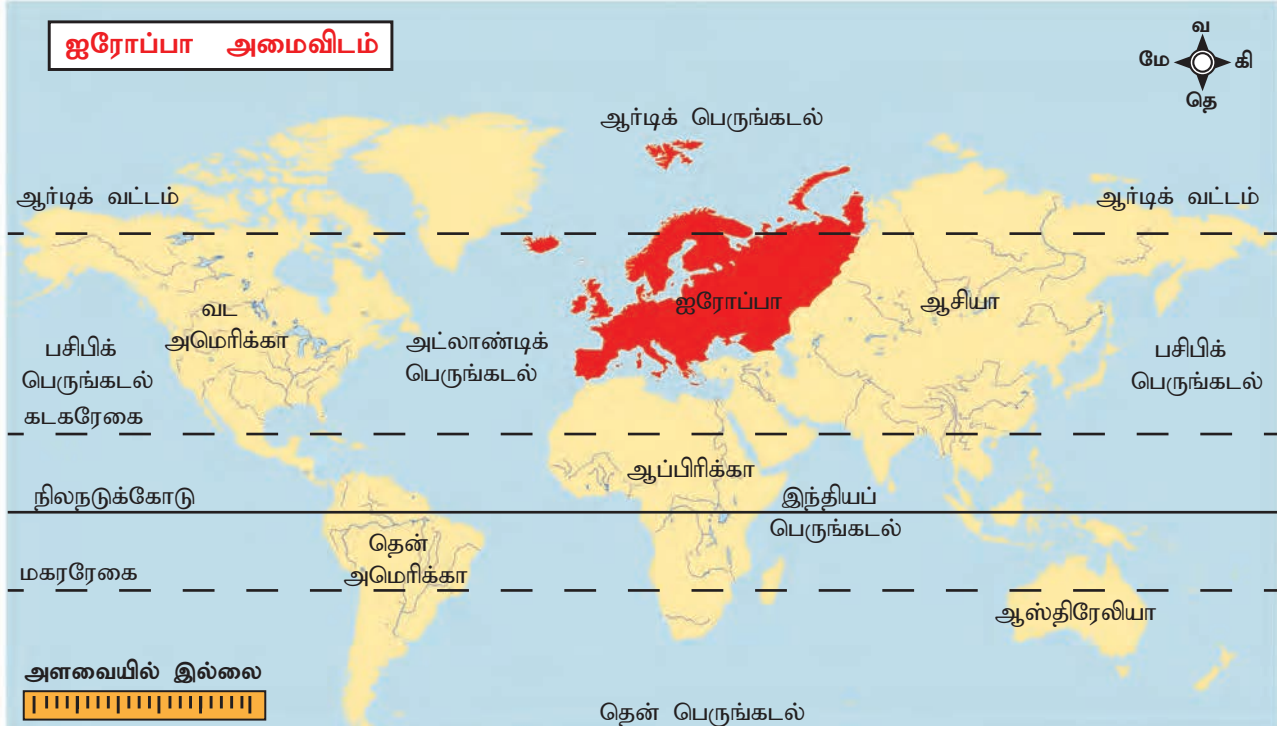 ஐரோப்பா அமைவிடம்
வ
மே
கி
தெ
ஆர்டிக் பெருங்கடல்
ஆர்டிக் வட்டம்
ஆர்டிக் வட்டம்
வட
அமெரிக்கா
ஐரோப்பா
ஆசியா
பசிபிக்
பெருங்கடல்
அட்லாண்டிக்
பெருங்கடல்
பசிபிக்
பெருங்கடல்
கடகரேகை
ஆப்பிரிக்கா
நிலநடுக்கோடு
இந்தியப்
பெருங்கடல்
தென்
அமெரிக்கா
மகரரேகை
ஆஸ்திரேலியா
அளவையில் இல்லை
தென் பெருங்கடல்